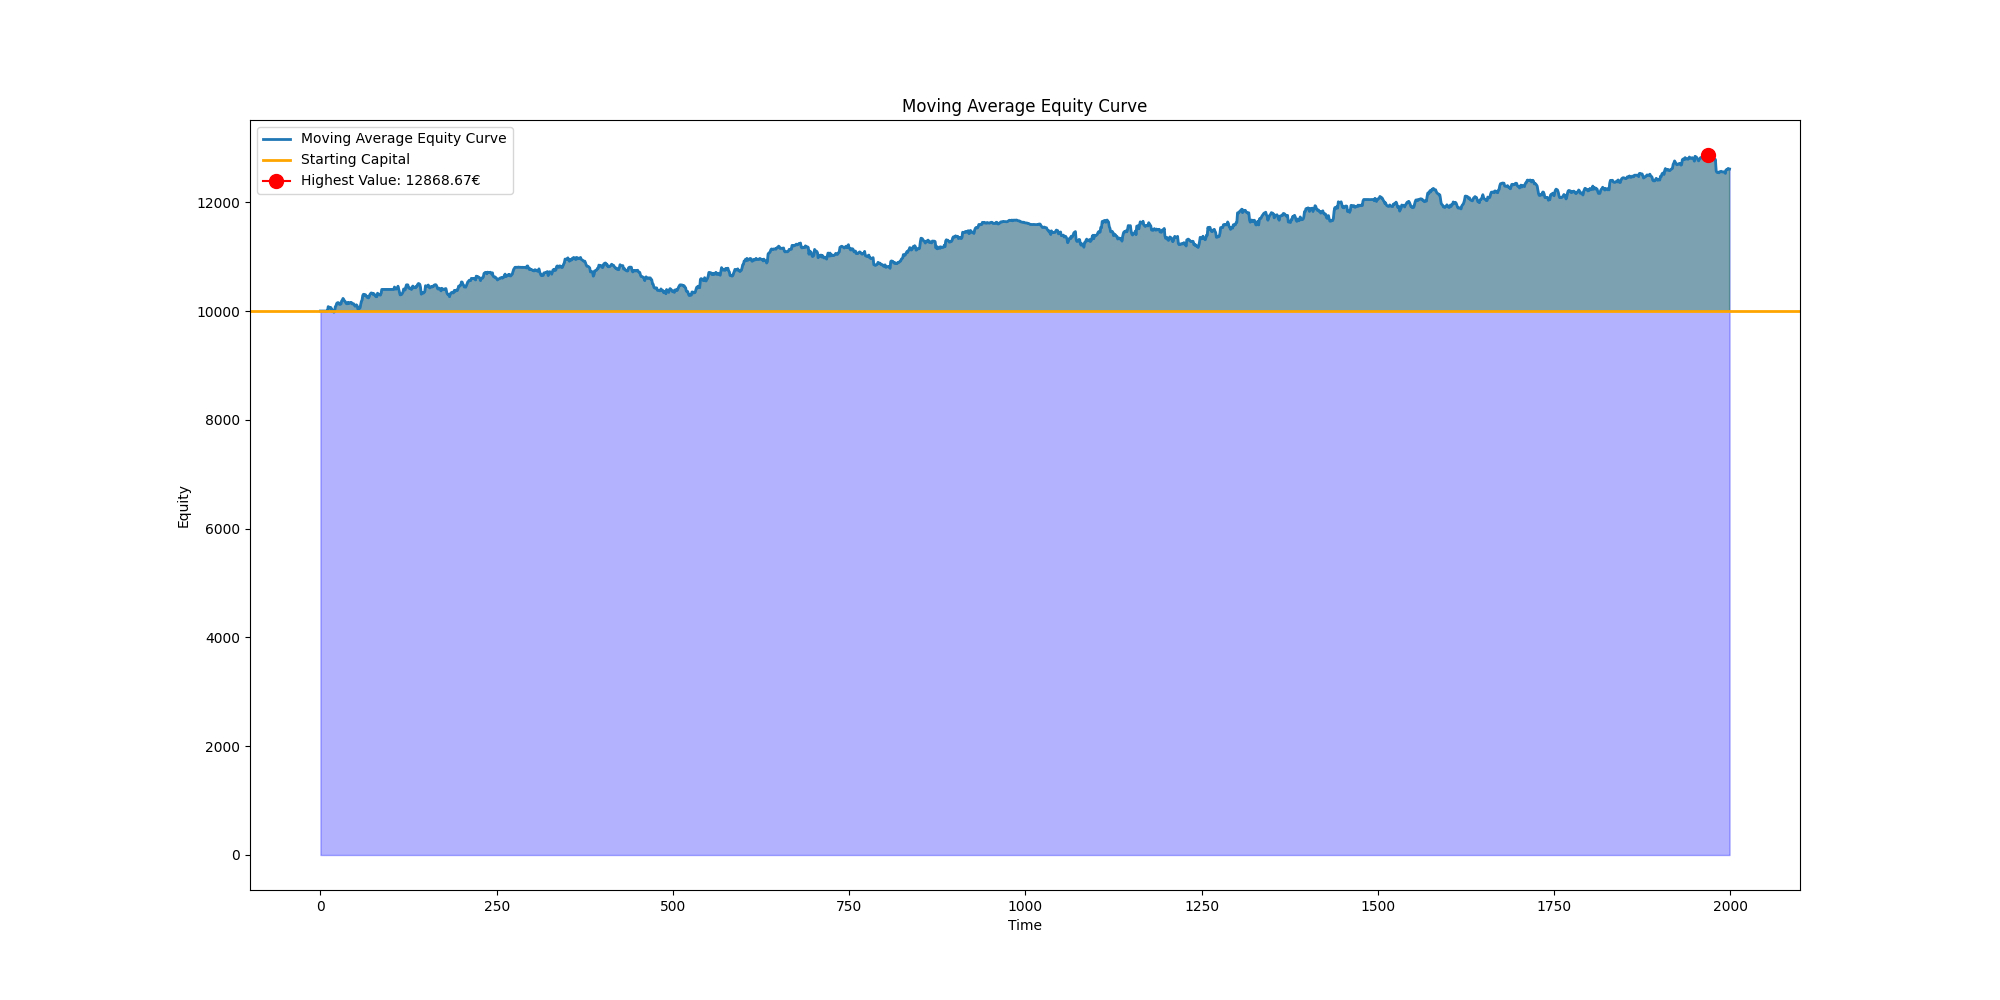 Moving Average Equity Curve
Moving Average Equity Curve
Starting Capital
Highest Value: 12868.67€
12000
10000
8000
6000
4000
2000
0
Equity
0 250 500 750 1000 1250 1500 1750 2000
Time